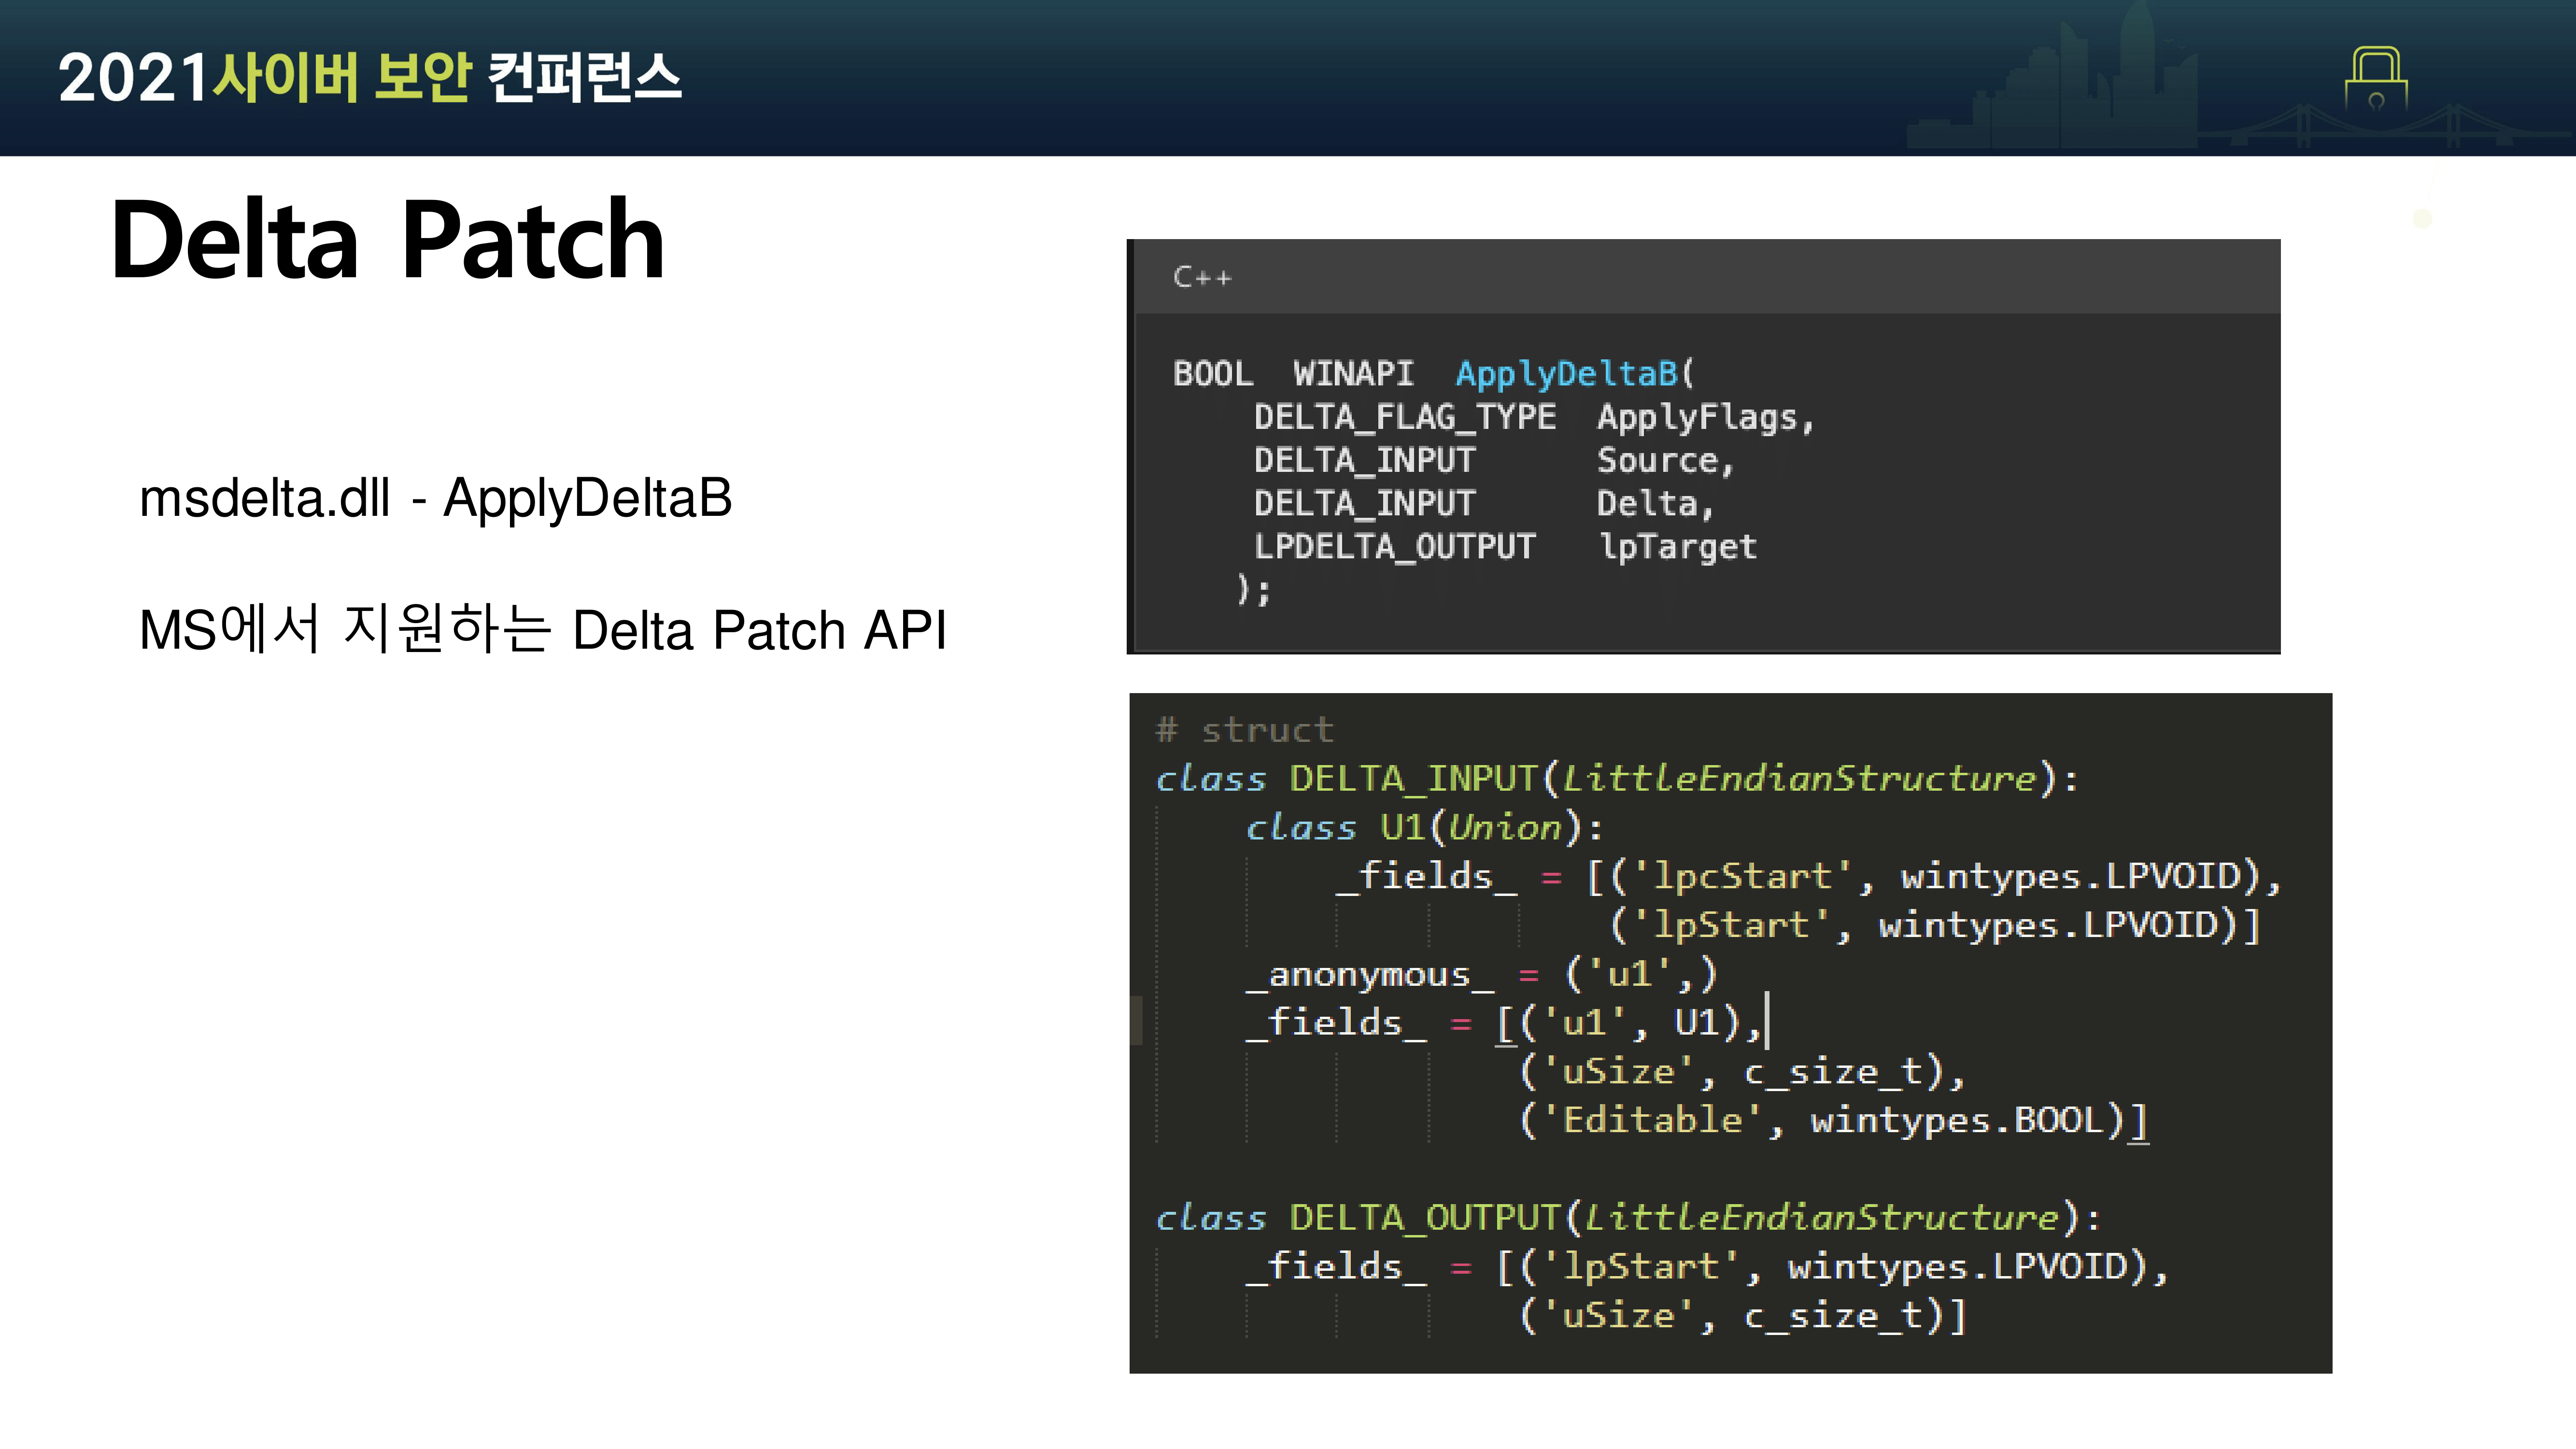 2021사이버 보안 컨퍼런스
Delta Patch
msdelta.dll - ApplyDeltaB
MS에서 지원하는 Delta Patch API
C++
BOOL  WINAPI  ApplyDeltaB(
    DELTA_FLAG_TYPE  ApplyFlags,
    DELTA_INPUT      Source,
    DELTA_INPUT      Delta,
    LPDELTA_OUTPUT   lpTarget
   );
# struct
class DELTA_INPUT(LittleEndianStructure):
    class U1(Union):
        _fields_ = [('lpcStart', wintypes.LPVOID),
                    ('lpStart', wintypes.LPVOID)]
    _anonymous_ = ('u1',)
    _fields_ = [('u1', U1),
                ('uSize', c_size_t),
                ('Editable', wintypes.BOOL)]
class DELTA_OUTPUT(LittleEndianStructure):
    _fields_ = [('lpStart', wintypes.LPVOID),
                ('uSize', c_size_t)]